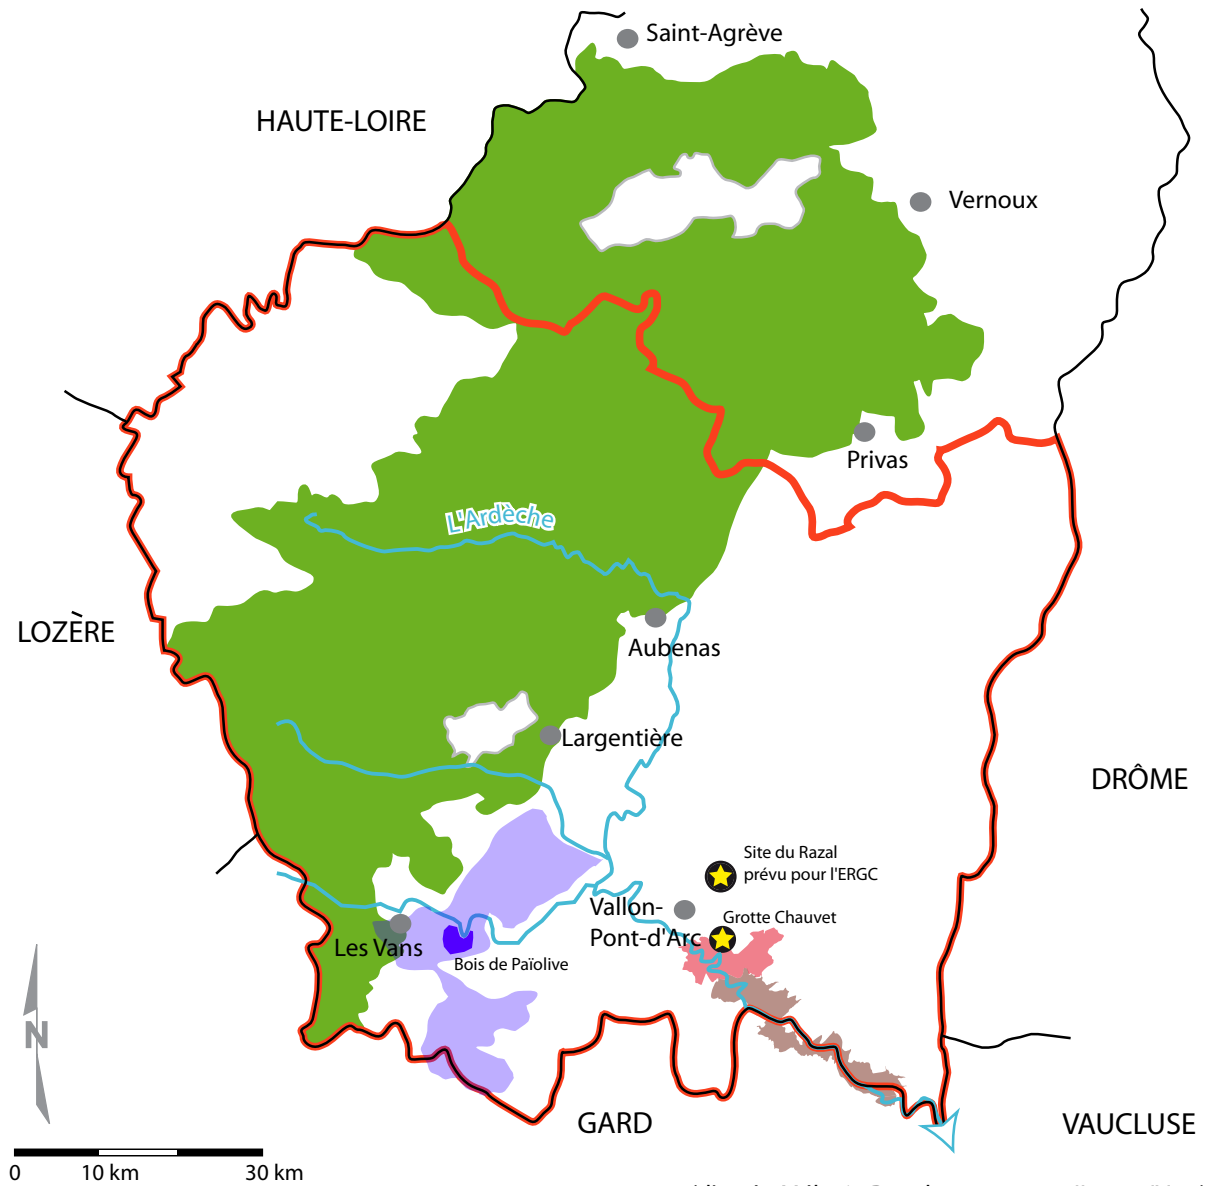 Saint-Agrève
HAUTE-LOIRE
Vernoux
Privas
L'Ardèche
LOZÈRE
Aubenas
Largentière
DRÔME
Site du Razal
prévu pour l'ERGC
Vallon-
Pont-d'Arc
Grotte Chauvet
Les Vans
Bois de Païolive
N
GARD
VAUCLUSE
0 10 km 30 km